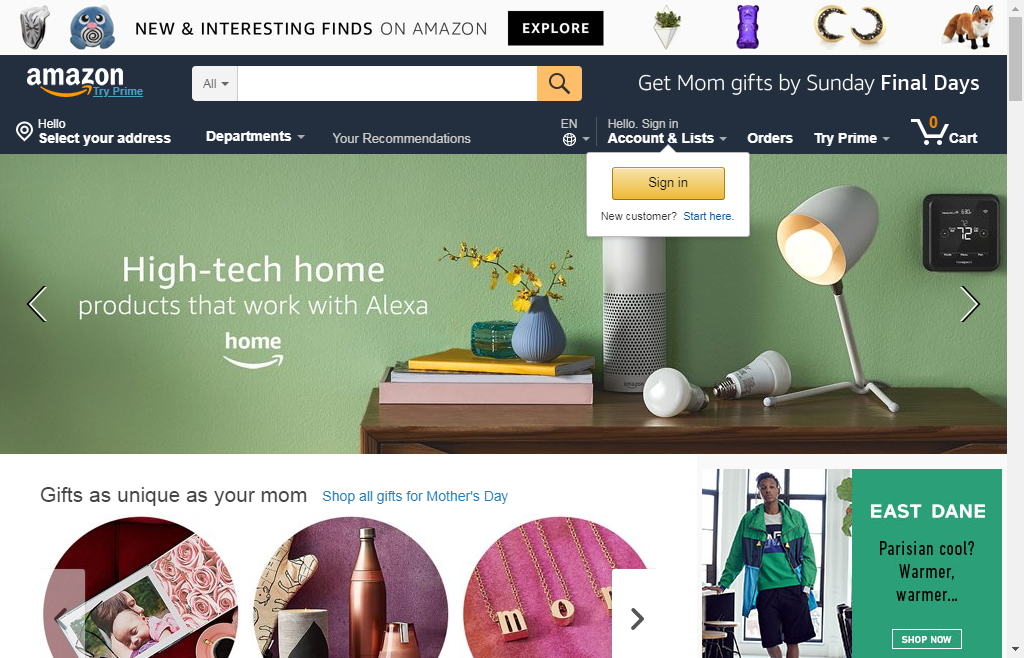 NEW & INTERESTING FINDS ON AMAZON EXPLORE
amazon
Try Prime
All
Get Mom gifts by Sunday Final Days
Hello
Select your address
Departments
Your Recommendations
EN
Hello. Sign in
Account & Lists
Orders
Try Prime
0
Cart
Sign in
New customer? Start here.
High-tech home
products that work with Alexa
home
amazon
72
Gifts as unique as your mom Shop all gifts for Mother's Day
m
o
EAST DANE
Parisian cool?
Warmer,
warmer...
SHOP NOW